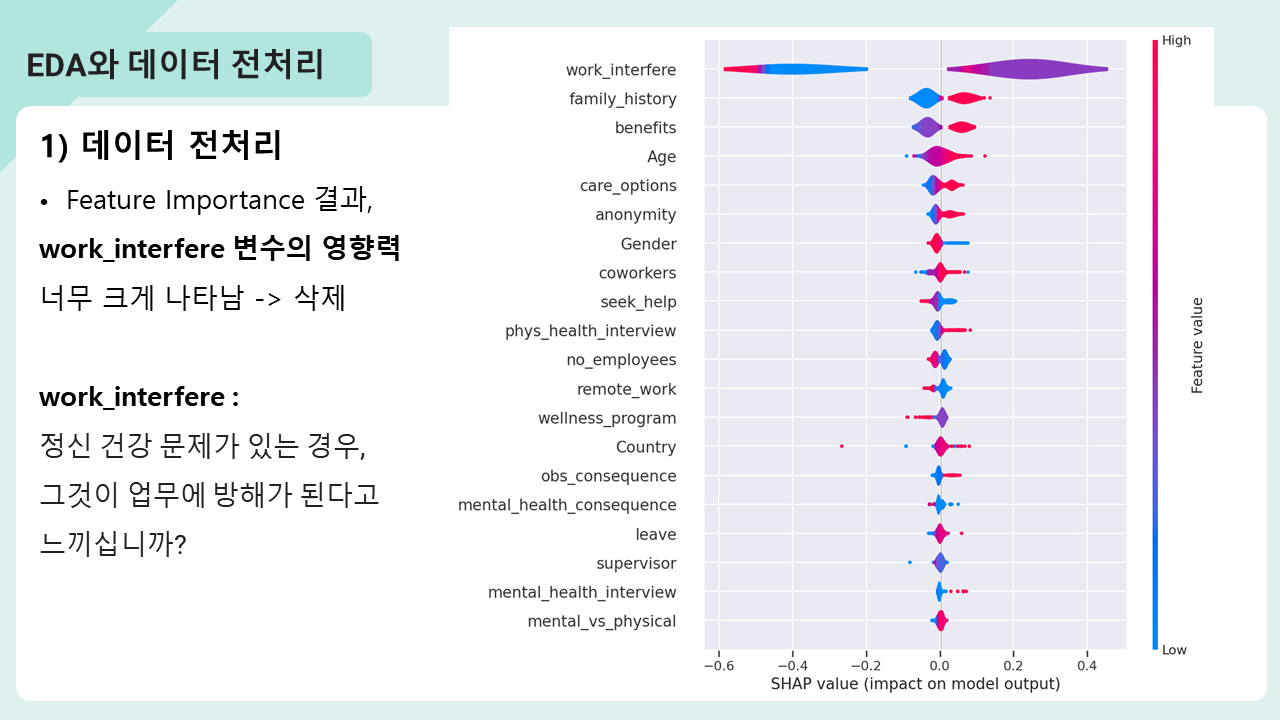 EDA와 데이터 전처리
1) 데이터 전처리
• Feature Importance 결과,
work_interfere 변수의 영향력
너무 크게 나타남 -> 삭제
work_interfere :
정신 건강 문제가 있는 경우,
그것이 업무에 방해가 된다고
느끼십니까?
work_interfere
family_history
benefits
Age
care_options
anonymity
Gender
coworkers
seek_help
phys_health_interview
no_employees
remote_work
wellness_program
Country
obs_consequence
mental_health_consequence
leave
supervisor
mental_health_interview
mental_vs_physical
−0.6 −0.4 −0.2 0.0 0.2 0.4
SHAP value (impact on model output)
High
Feature value
Low